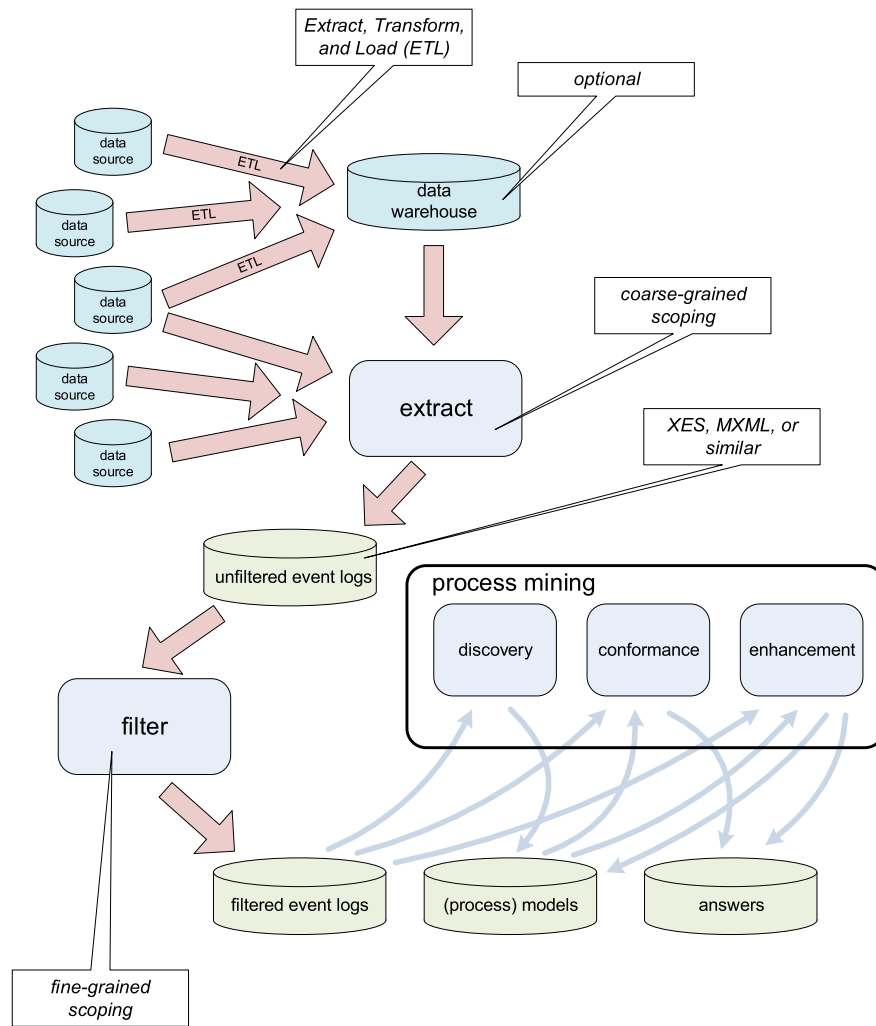 Extract, Transform,
and Load (ETL)
optional
data
source
ETL
data
warehouse
data
source
ETL
data
source
ETL
coarse-grained
scoping
data
source
extract
data
source
XES, MXML, or
similar
unfiltered event logs
process mining
discovery
conformance
enhancement
filter
filtered event logs
(process) models
answers
fine-grained
scoping